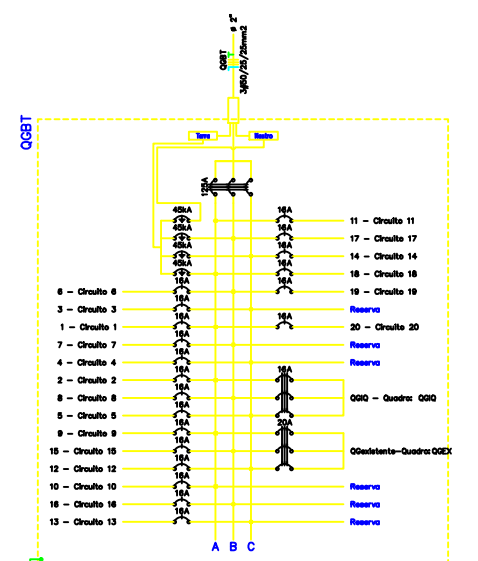 ø 2"
QGBT
3#50/25/25mm2
QGBT
Terra
Neutro
125A
45kA 16A 11 - Circuito 11
45kA 16A 17 - Circuito 17
45kA 16A 14 - Circuito 14
45kA 16A 18 - Circuito 18
6 - Circuito 6 16A 16A 19 - Circuito 19
3 - Circuito 3 16A Reserva
1 - Circuito 1 16A 16A 20 - Circuito 20
7 - Circuito 7 16A Reserva
4 - Circuito 4 16A Reserva
2 - Circuito 2 16A 16A
8 - Circuito 8 16A QGIQ - Quadro: QGIQ
5 - Circuito 5 16A
9 - Circuito 9 16A 20A
15 - Circuito 15 16A QGexistente-Quadro: QGEX
12 - Circuito 12 16A
10 - Circuito 10 16A Reserva
16 - Circuito 16 16A Reserva
13 - Circuito 13 16A Reserva
A B C